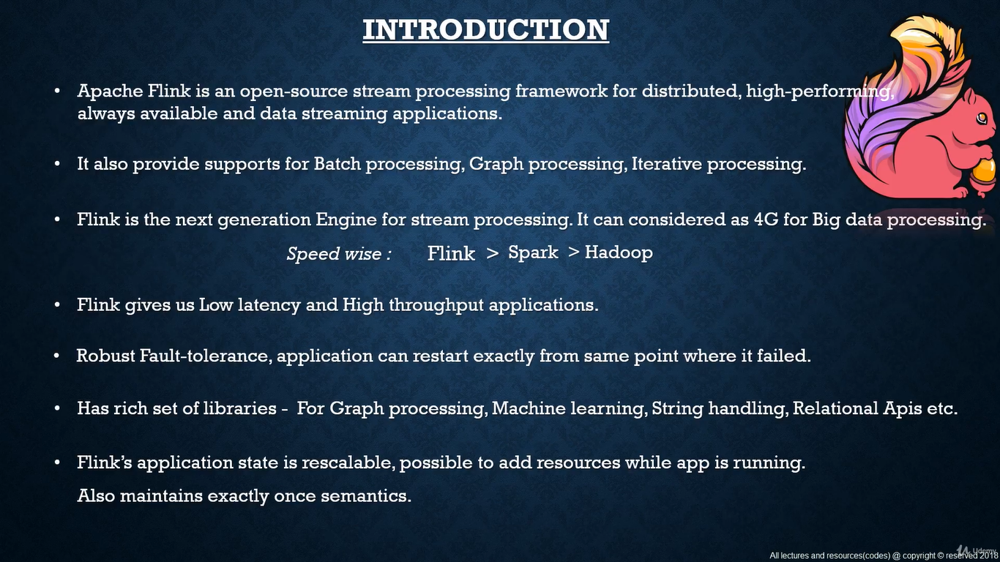 INTRODUCTION
• Apache Flink is an open-source stream processing framework for distributed, high-performing,
always available and data streaming applications.
• It also provide supports for Batch processing, Graph processing, Iterative processing.
• Flink is the next generation Engine for stream processing. It can considered as 4G for Big data processing.
Speed wise : Flink > Spark > Hadoop
• Flink gives us Low latency and High throughput applications.
• Robust Fault-tolerance, application can restart exactly from same point where it failed.
• Has rich set of libraries - For Graph processing, Machine learning, String handling, Relational Apis etc.
• Flink's application state is rescalable, possible to add resources while app is running.
Also maintains exactly once semantics.
Udemy
All lectures and resources(codes) @ copyright © reserved 2018